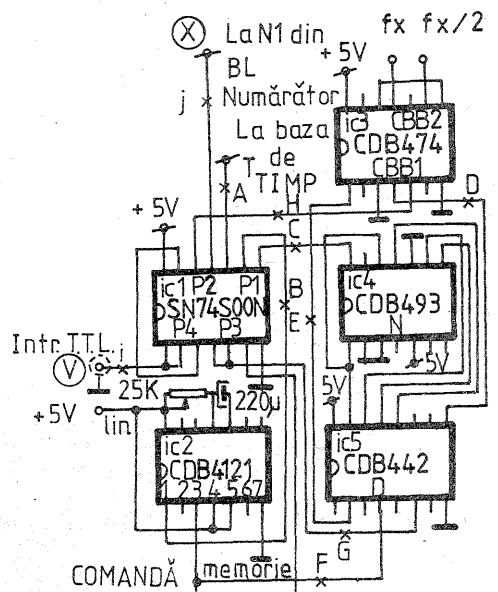 X La N1 din
BL
j Numărător
La baza
T de
A TIMP
fx fx/2
+5V
ic3 CBB2
CDB474
CBB1
D
H
C
+5V
ic1 P2 P1
SN74S00N
P4 P3
B
E
ic4
CDB493
N
5V
Intr T.T.L.
V
i
25K
+5V
lin
220µ
ic2
CDB4121
1 2 3 4 5 6 7
5V
ic5
CDB442
D
G
COMANDĂ memorie F